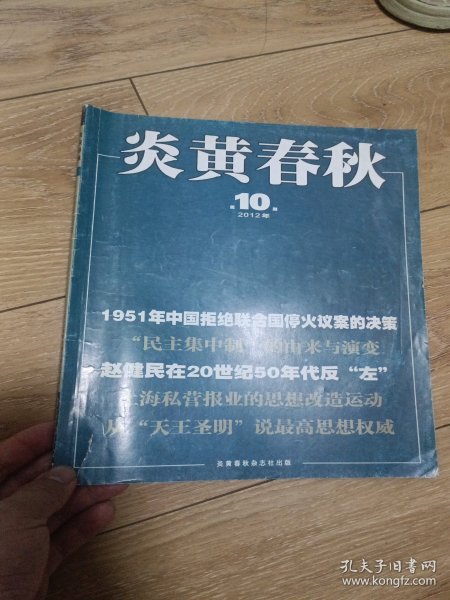 炎黄春秋
第10期
2012年
1951年中国拒绝联合国停火议案的决策
“民主集中制”的由来与演变
赵健民在20世纪50年代反“左”
上海私营报业的思想改造运动
从“天王圣明”说最高思想权威
炎黄春秋杂志社出版
孔夫子旧书网
www.kongfz.com